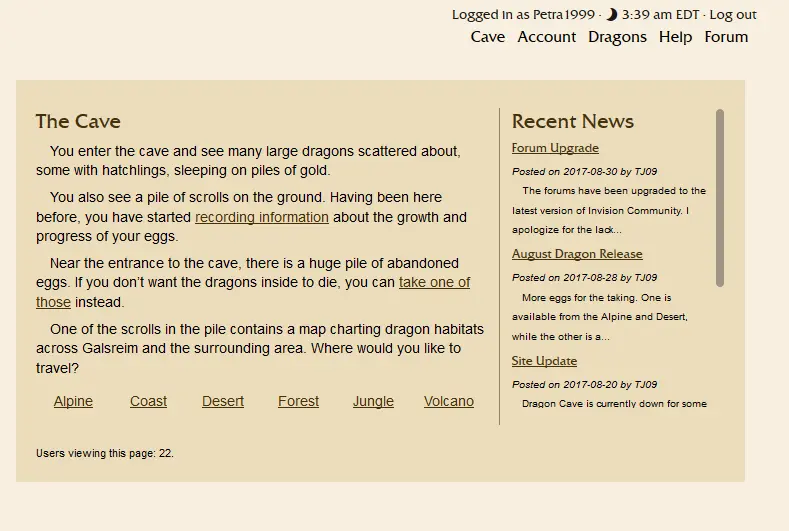 Logged in as Petra1999 · 3:39 am EDT · Log out
Cave Account Dragons Help Forum
The Cave
You enter the cave and see many large dragons scattered about,
some with hatchlings, sleeping on piles of gold.
You also see a pile of scrolls on the ground. Having been here
before, you have started recording information about the growth and
progress of your eggs.
Near the entrance to the cave, there is a huge pile of abandoned
eggs. If you don't want the dragons inside to die, you can take one of
those instead.
One of the scrolls in the pile contains a map charting dragon habitats
across Galsreim and the surrounding area. Where would you like to
travel?
Alpine Coast Desert Forest Jungle Volcano
Users viewing this page: 22.
Recent News
Forum Upgrade
Posted on 2017-08-30 by TJ09
The forums have been upgraded to the
latest version of Invision Community. I
apologize for the lack...
August Dragon Release
Posted on 2017-08-28 by TJ09
More eggs for the taking. One is
available from the Alpine and Desert,
while the other is a...
Site Update
Posted on 2017-08-20 by TJ09
Dragon Cave is currently down for some